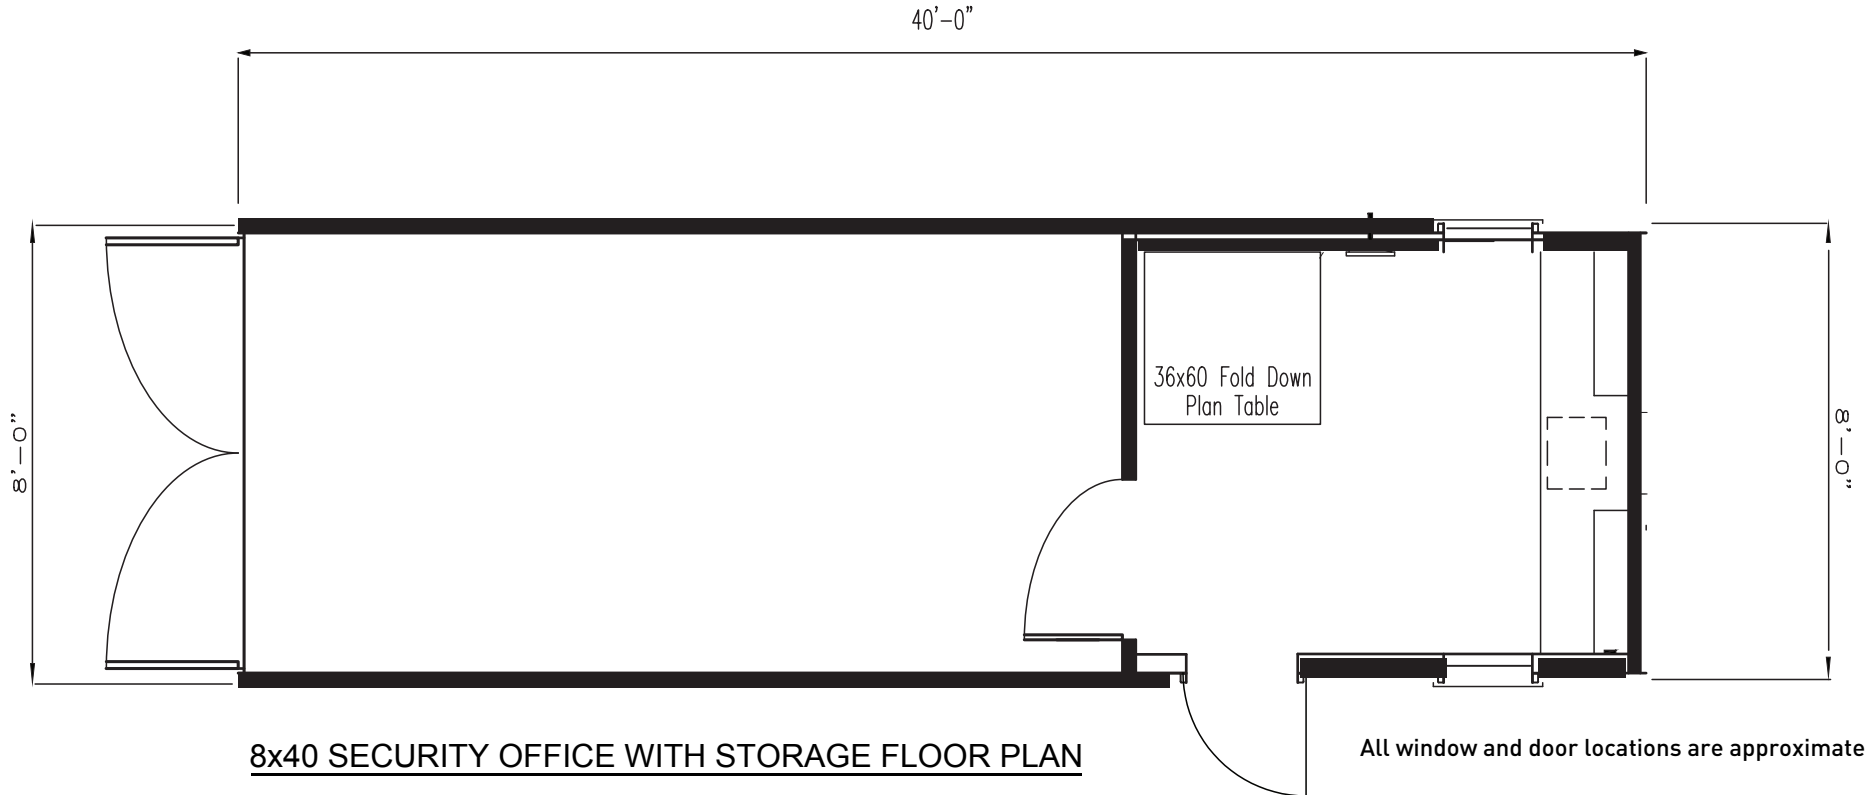 40'-0"
8'-0"
36x60 Fold Down
Plan Table
8'-0"
8x40 SECURITY OFFICE WITH STORAGE FLOOR PLAN
All window and door locations are approximate